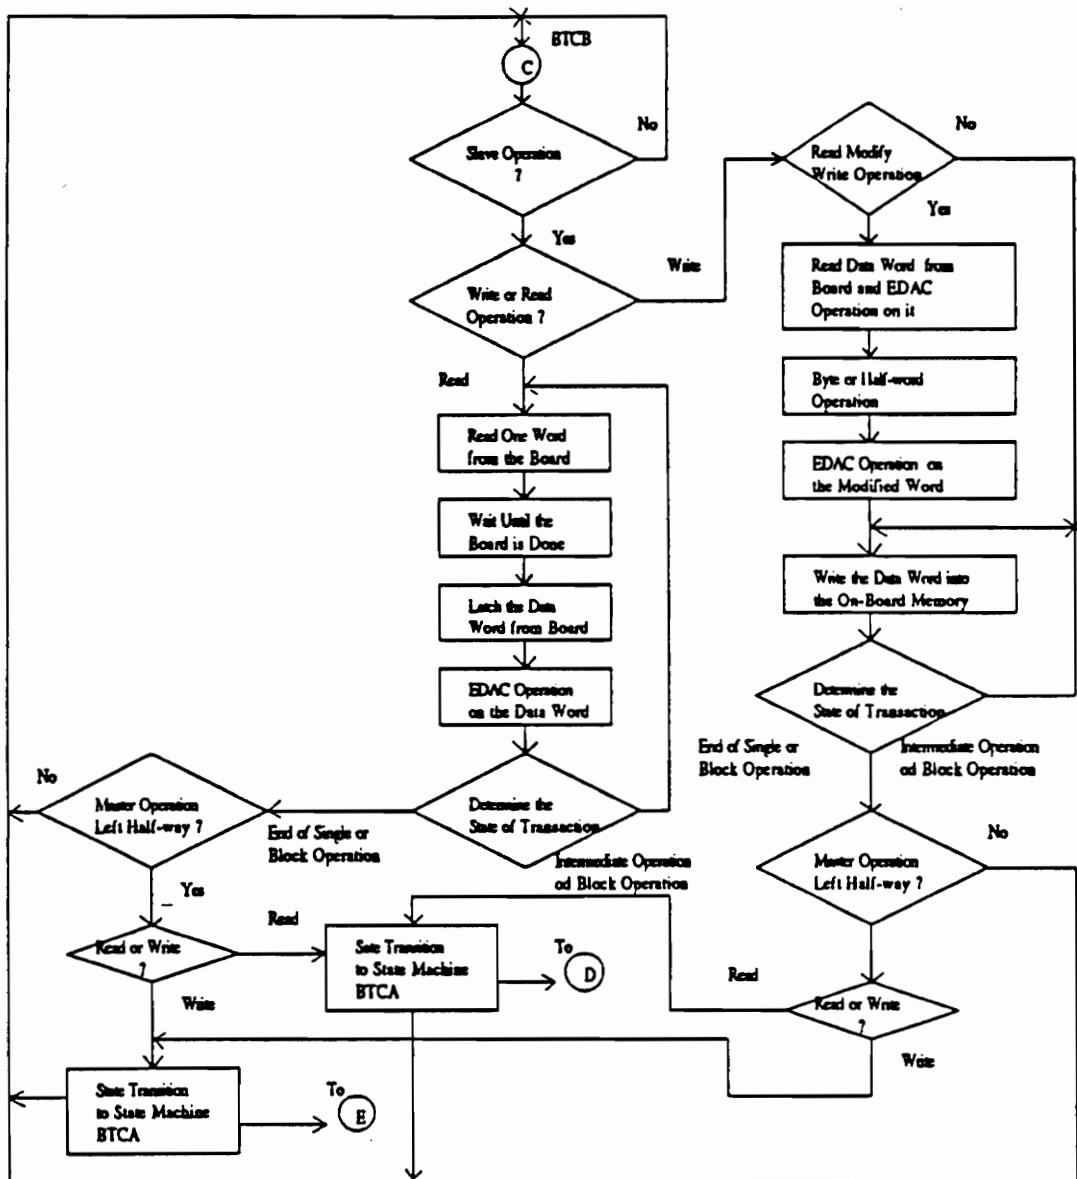 BTCB
C
No
Slave Operation
?
Yes
Write
Write or Read
Operation ?
Read
Read One Word
from the Board
Wait Until the
Board is Done
Latch the Data
Word from Board
EDAC Operation
on the Data Word
Determine the
State of Transaction
End of Single or
Block Operation
Intermediate Operation
od Block Operation
No
Master Operation
Left Half-way ?
Yes
Read or Write
?
Read
Write
Sate Transition
to State Machine
BTCA
To
D
State Transition
to State Machine
BTCA
To
E
Read Modify
Write Operation
No
Yes
Read Data Word from
Board and EDAC
Operation on it
Byte or Half-word
Operation
EDAC Operation on
the Modified Word
Write the Data Word into
the On-Board Memory
Determine the
State of Transaction
End of Single or
Block Operation
Intermediate Operation
od Block Operation
Master Operation
Left Half-way ?
No
Read
Read or Write
?
Write